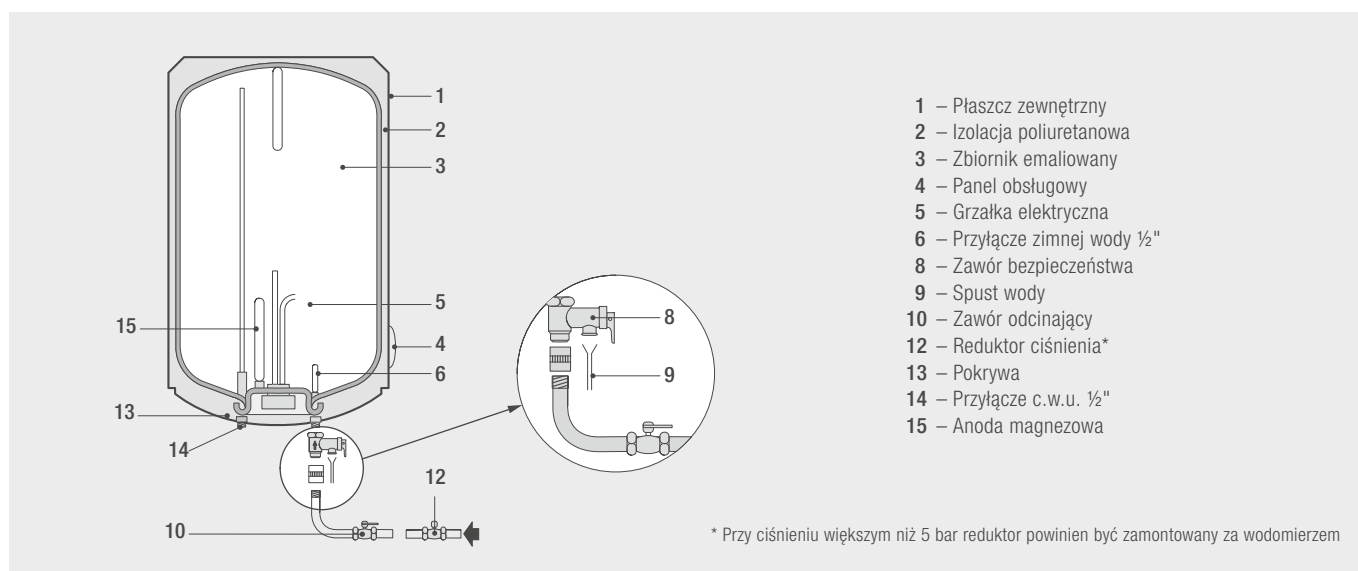 1
2
3
5
15
4
6
13
14
12
10
8
9
1 – Płaszcz zewnętrzny
2 – Izolacja poliuretanowa
3 – Zbiornik emaliowany
4 – Panel obsługowy
5 – Grzałka elektryczna
6 – Przyłącze zimnej wody ½"
8 – Zawór bezpieczeństwa
9 – Spust wody
10 – Zawór odcinający
12 – Reduktor ciśnienia*
13 – Pokrywa
14 – Przyłącze c.w.u. ½"
15 – Anoda magnezowa
* Przy ciśnieniu większym niż 5 bar reduktor powinien być zamontowany za wodomierzem